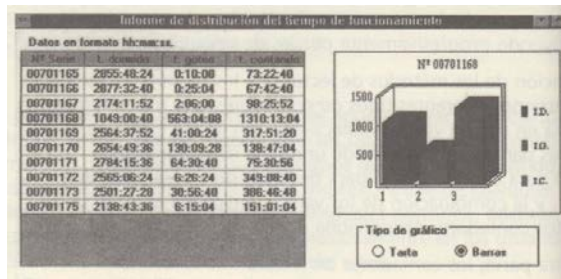 Informe de distribución del tiempo de funcionamiento
Datos en formato hh:mm:ss.
Nº Serie t. dormido t. goteo t. contando
00701165 2855:48:24 0:10:00 73:22:40
00701166 2877:32:40 0:25:04 67:42:40
00701167 2174:11:52 2:06:00 98:25:52
00701168 1049:00:40 563:04:08 1310:13:04
00701169 2564:37:52 41:00:24 317:51:20
00701170 2654:49:36 130:09:28 138:47:04
00701171 2784:15:36 64:30:40 75:30:56
00701172 2565:06:24 6:26:24 349:08:40
00701173 2501:27:20 30:56:40 386:46:40
00701175 2138:43:36 6:15:04 151:01:04
Nº 00701168
1500
1000
500
0
1 2 3
t.D.
t.G.
t.C.
Tipo de gráfico
Tarta Barras